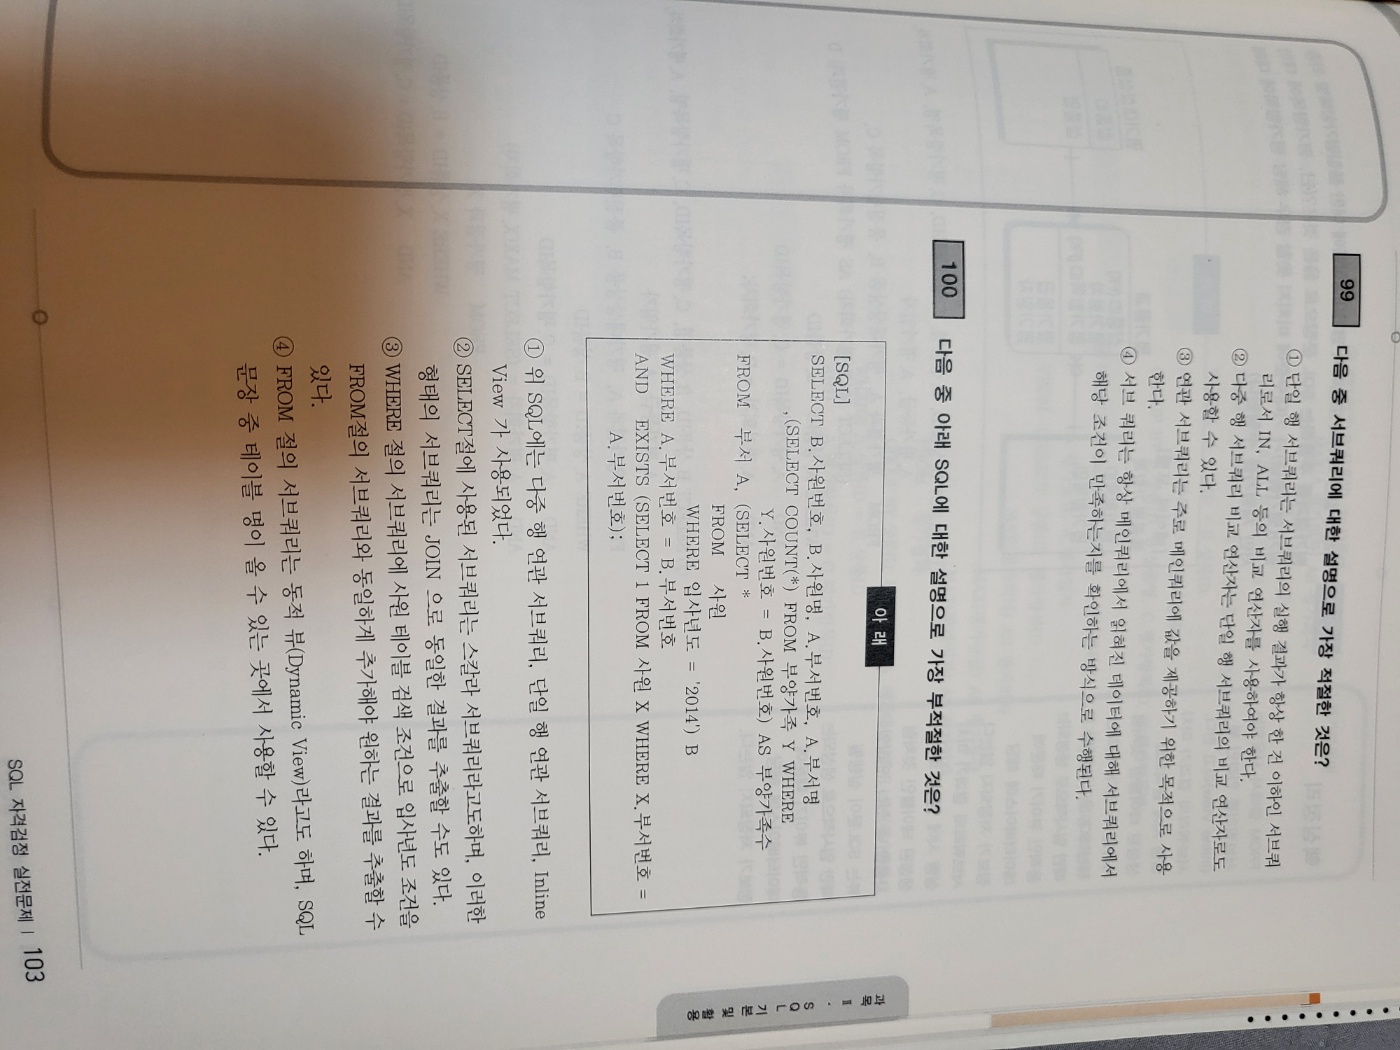 99 다음 중 서브쿼리에 대한 설명으로 가장 적절한 것은?
① 단일 행 서브쿼리는 서브쿼리의 실행 결과가 항상 한 건 이하인 서브쿼
리로서 IN, ALL 등의 비교 연산자를 사용하여야 한다.
② 다중 행 서브쿼리 비교 연산자는 단일 행 서브쿼리의 비교 연산자로도
사용할 수 있다.
③ 연관 서브쿼리는 주로 메인쿼리에 값을 제공하기 위한 목적으로 사용
한다.
④ 서브 쿼리는 항상 메인쿼리에서 읽혀진 데이터에 대해 서브쿼리에서
해당 조건이 만족하는지를 확인하는 방식으로 수행된다.
100 다음 중 아래 SQL에 대한 설명으로 가장 부적절한 것은?
아 래
[SQL]
SELECT B.사원번호, B.사원명, A.부서번호, A.부서명
,(SELECT COUNT(*) FROM 부양가족 Y WHERE
Y.사원번호 = B.사원번호) AS 부양가족수
FROM 부서 A, (SELECT *
FROM 사원
WHERE 입사년도 = '2014') B
WHERE A.부서번호 = B.부서번호
AND EXISTS (SELECT 1 FROM 사원 X WHERE X.부서번호 =
A.부서번호);
① 위 SQL에는 다중 행 연관 서브쿼리, 단일 행 연관 서브쿼리, Inline
View 가 사용되었다.
② SELECT절에 사용된 서브쿼리는 스칼라 서브쿼리라고도하며, 이러한
형태의 서브쿼리는 JOIN 으로 동일한 결과를 추출할 수도 있다.
③ WHERE 절의 서브쿼리에 사원 테이블 검색 조건으로 입사년도 조건을
FROM절의 서브쿼리와 동일하게 추가해야 원하는 결과를 추출할 수
있다.
④ FROM 절의 서브쿼리는 동적 뷰(Dynamic View)라고도 하며, SQL
문장 중 테이블 명이 올 수 있는 곳에서 사용할 수 있다.
과목 Ⅱ. SQL 기본 및 활용
SQL 자격검정 실전문제 | 103